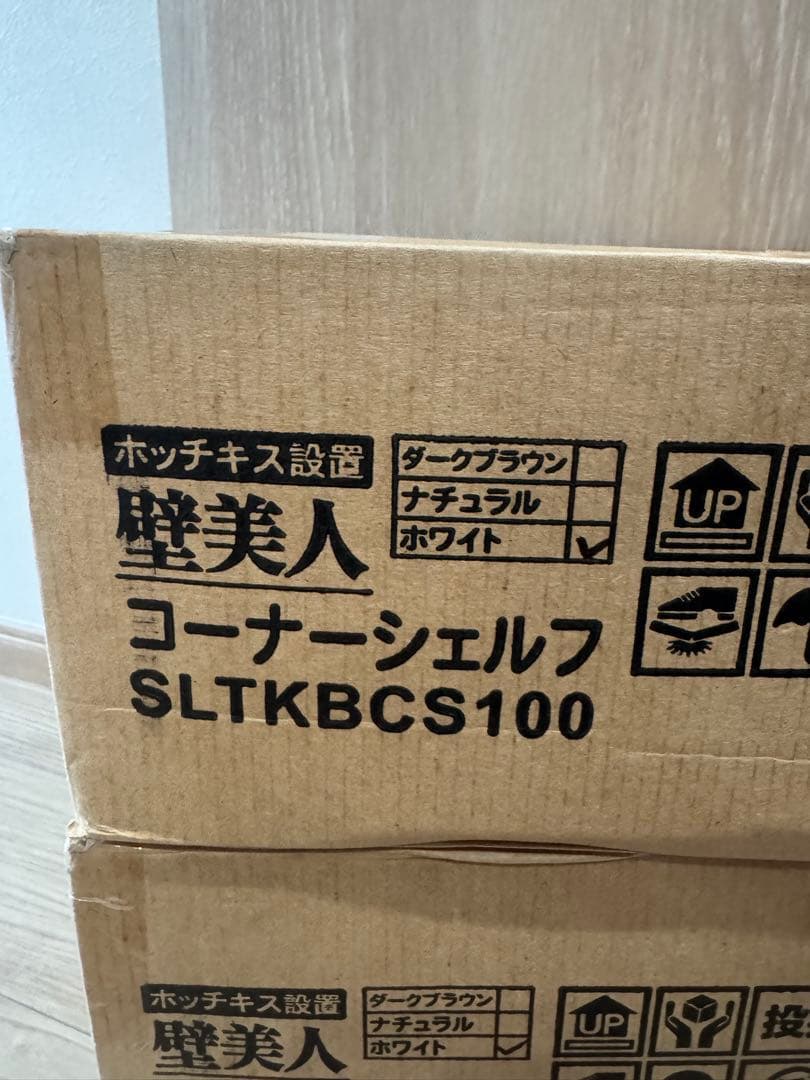 ホッチキス設置
壁美人
ダークブラウン
ナチュラル
ホワイト
コーナーシェルフ
SLTKBCS100
UP
ホッチキス設置
壁美人
ダークブラウン
ナチュラル
ホワイト
UP
投